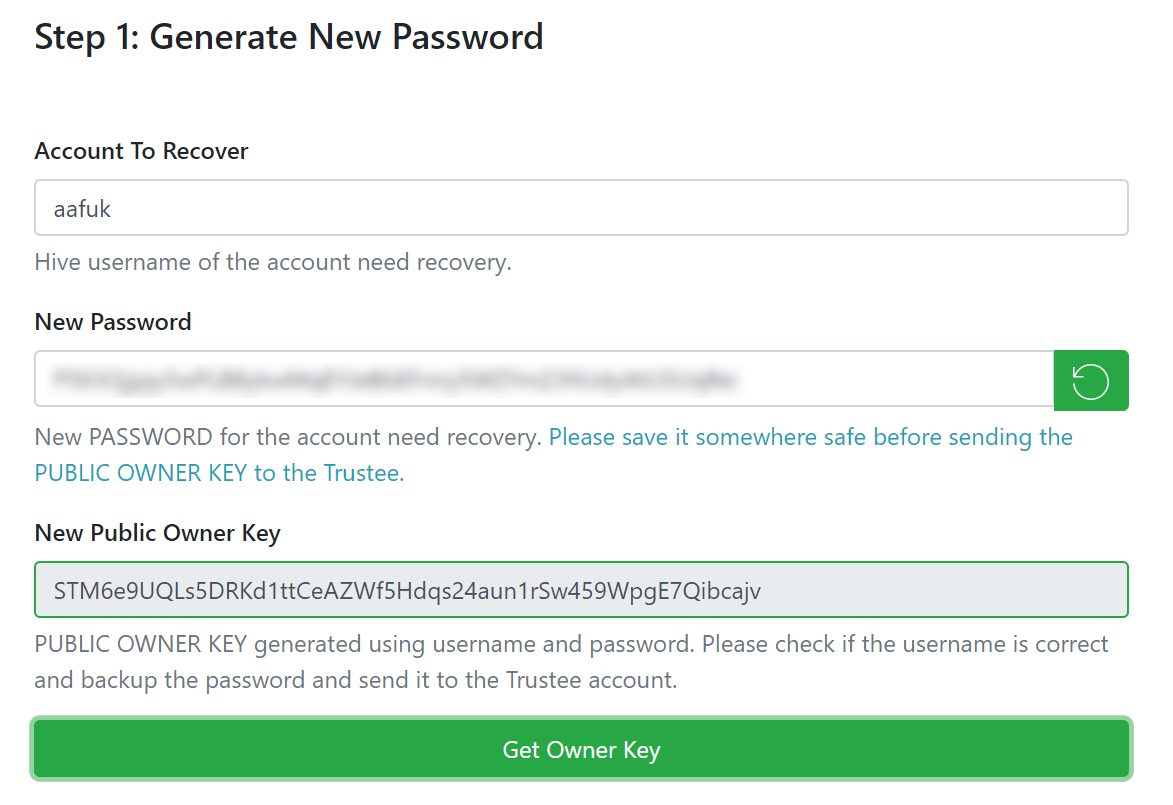 Step 1: Generate New Password
Account To Recover
aafuk
Hive username of the account need recovery.
New Password
New PASSWORD for the account need recovery. Please save it somewhere safe before sending the
PUBLIC OWNER KEY to the Trustee.
New Public Owner Key
STM6e9UQLs5DRKd1ttCeAZWf5Hdqs24aun1rSw459WpgE7Qibcajv
PUBLIC OWNER KEY generated using username and password. Please check if the username is correct
and backup the password and send it to the Trustee account.
Get Owner Key